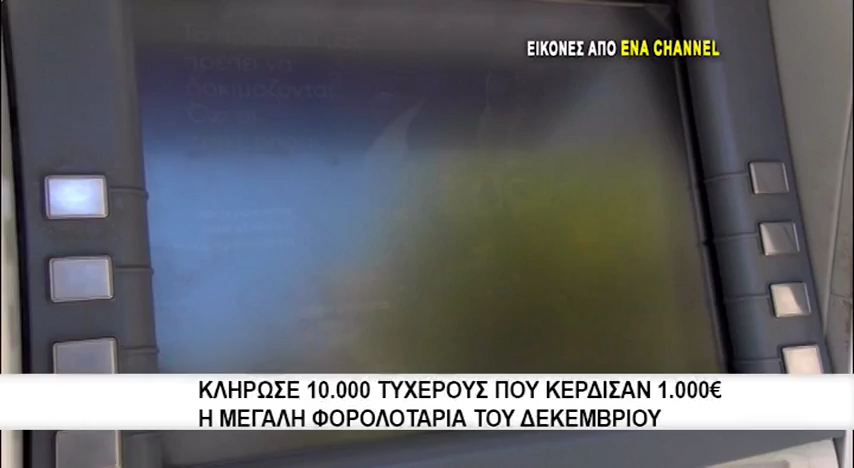 ΕΙΚΟΝΕΣ ΑΠΟ ENA CHANNEL
ΚΛΗΡΩΣΕ 10.000 ΤΥΧΕΡΟΥΣ ΠΟΥ ΚΕΡΔΙΣΑΝ 1.000€
Η ΜΕΓΑΛΗ ΦΟΡΟΛΟΤΑΡΙΑ ΤΟΥ ΔΕΚΕΜΒΡΙΟΥ